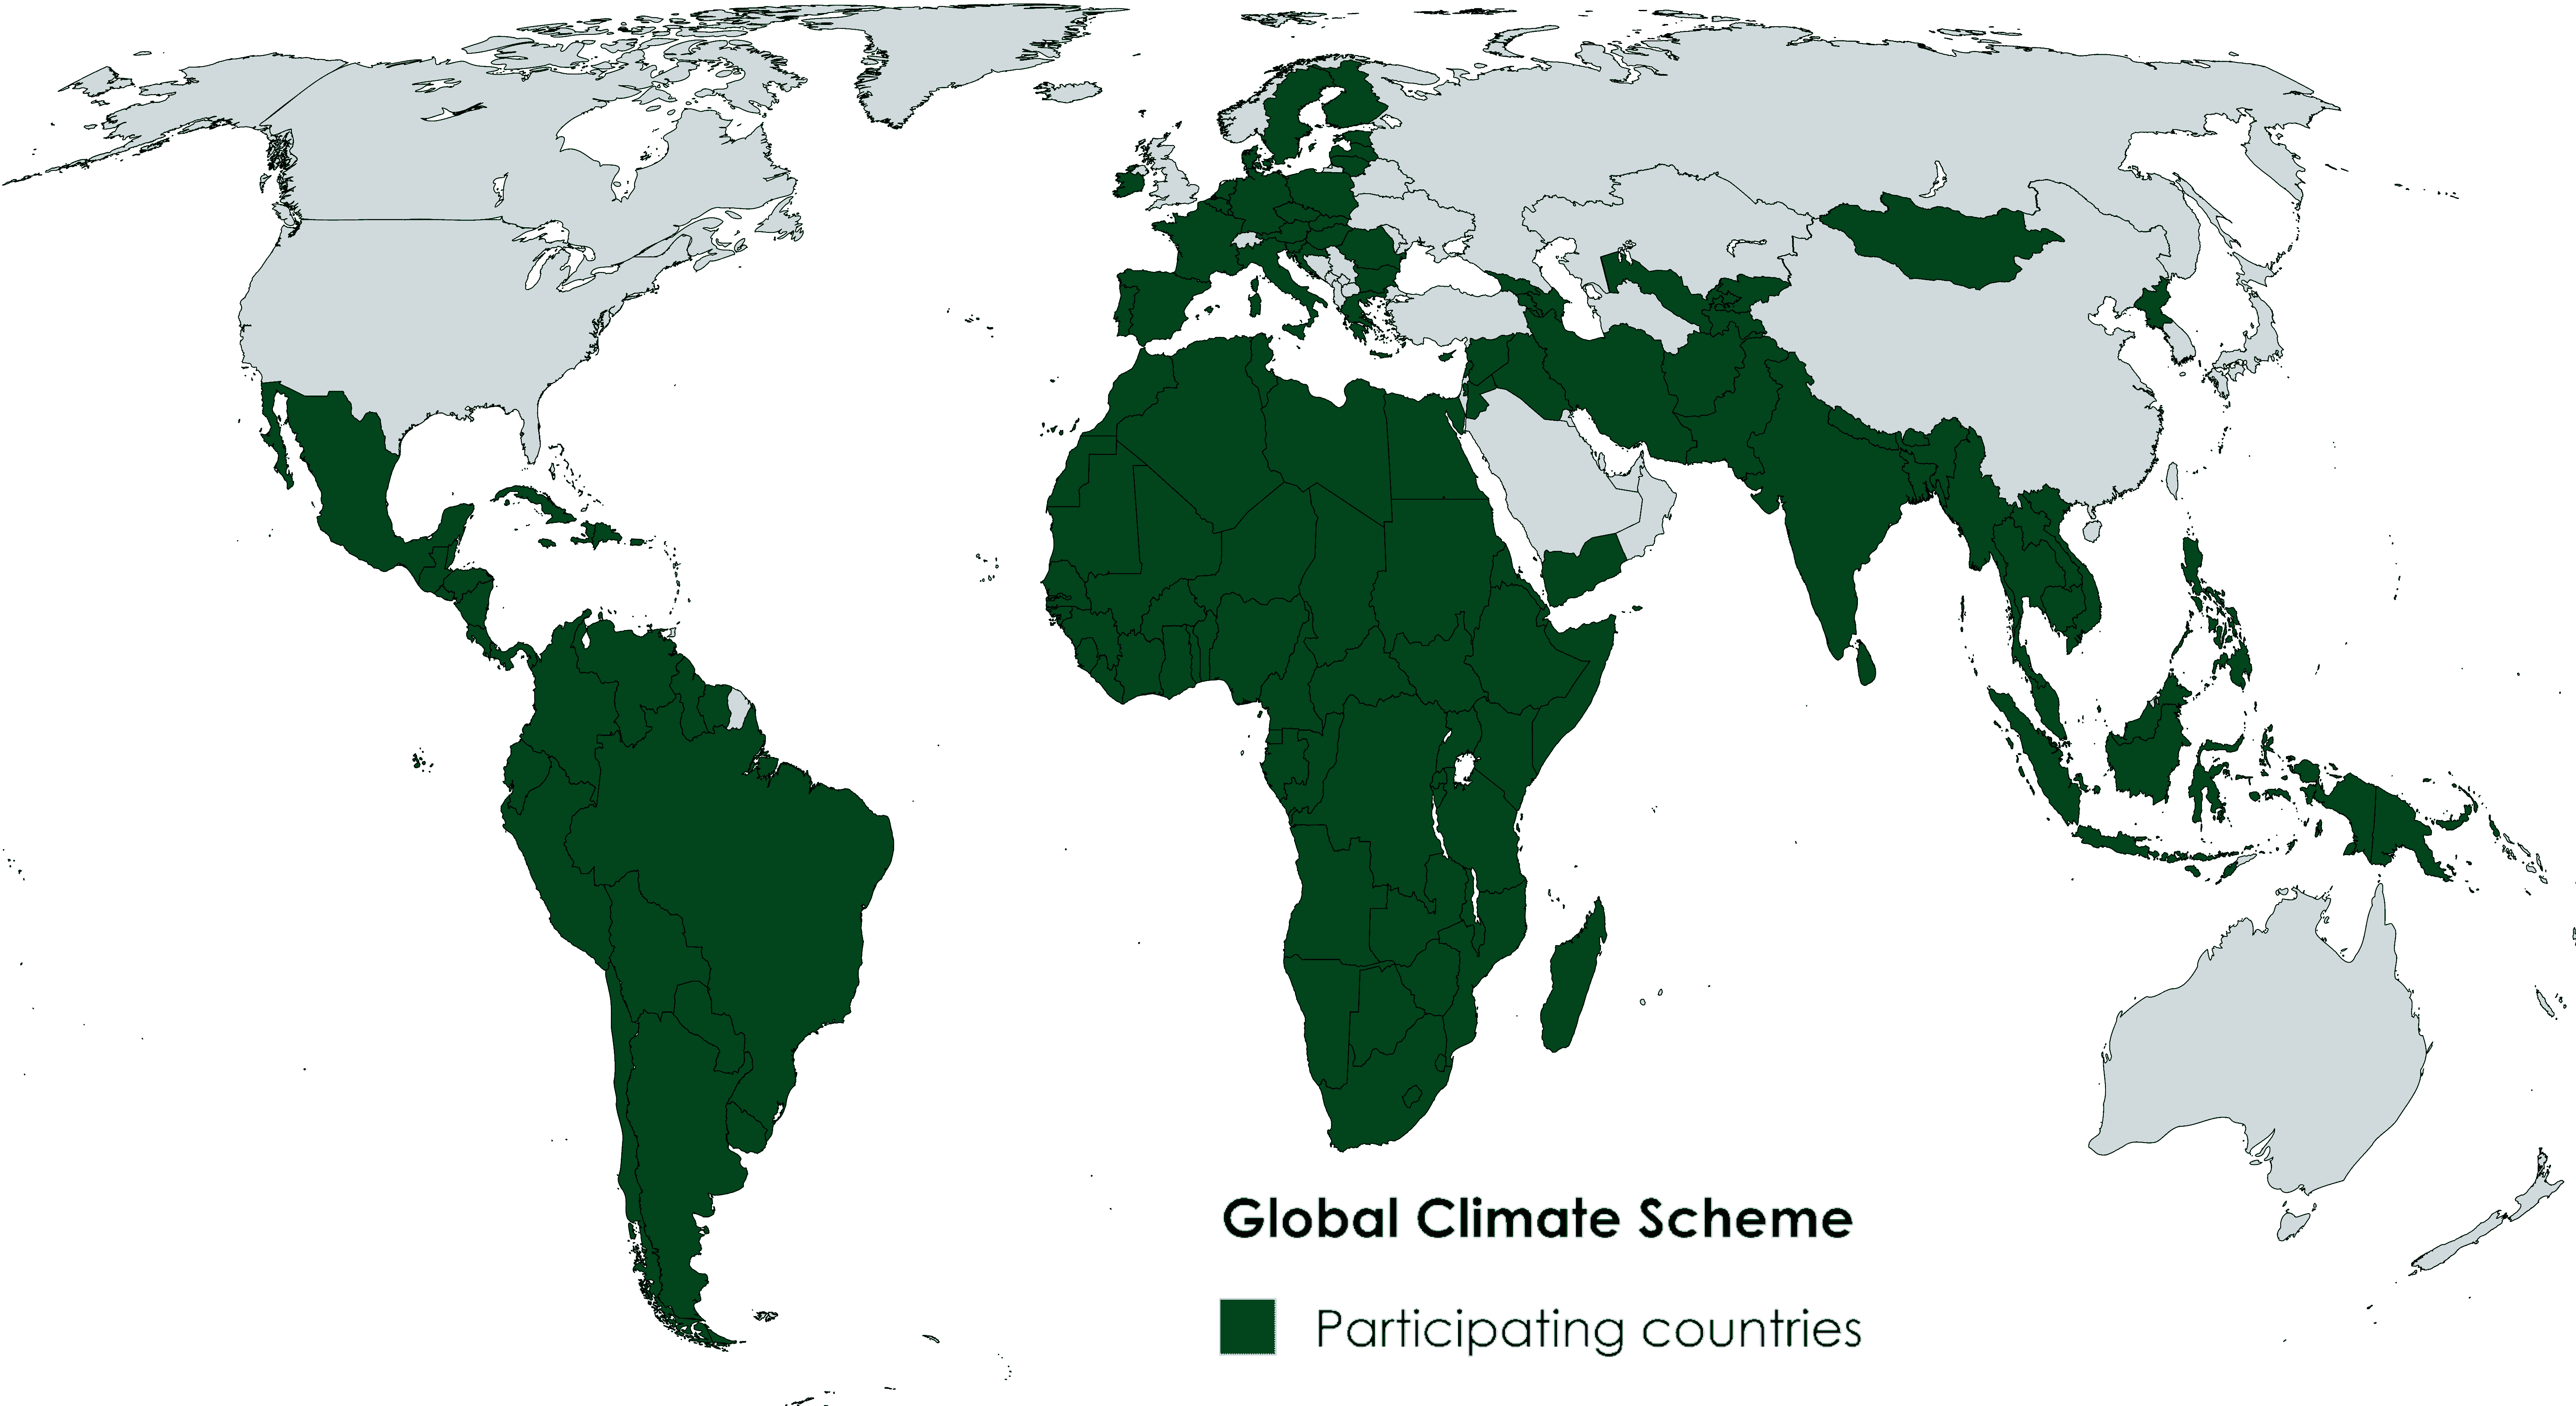 Global Climate Scheme
Participating countries